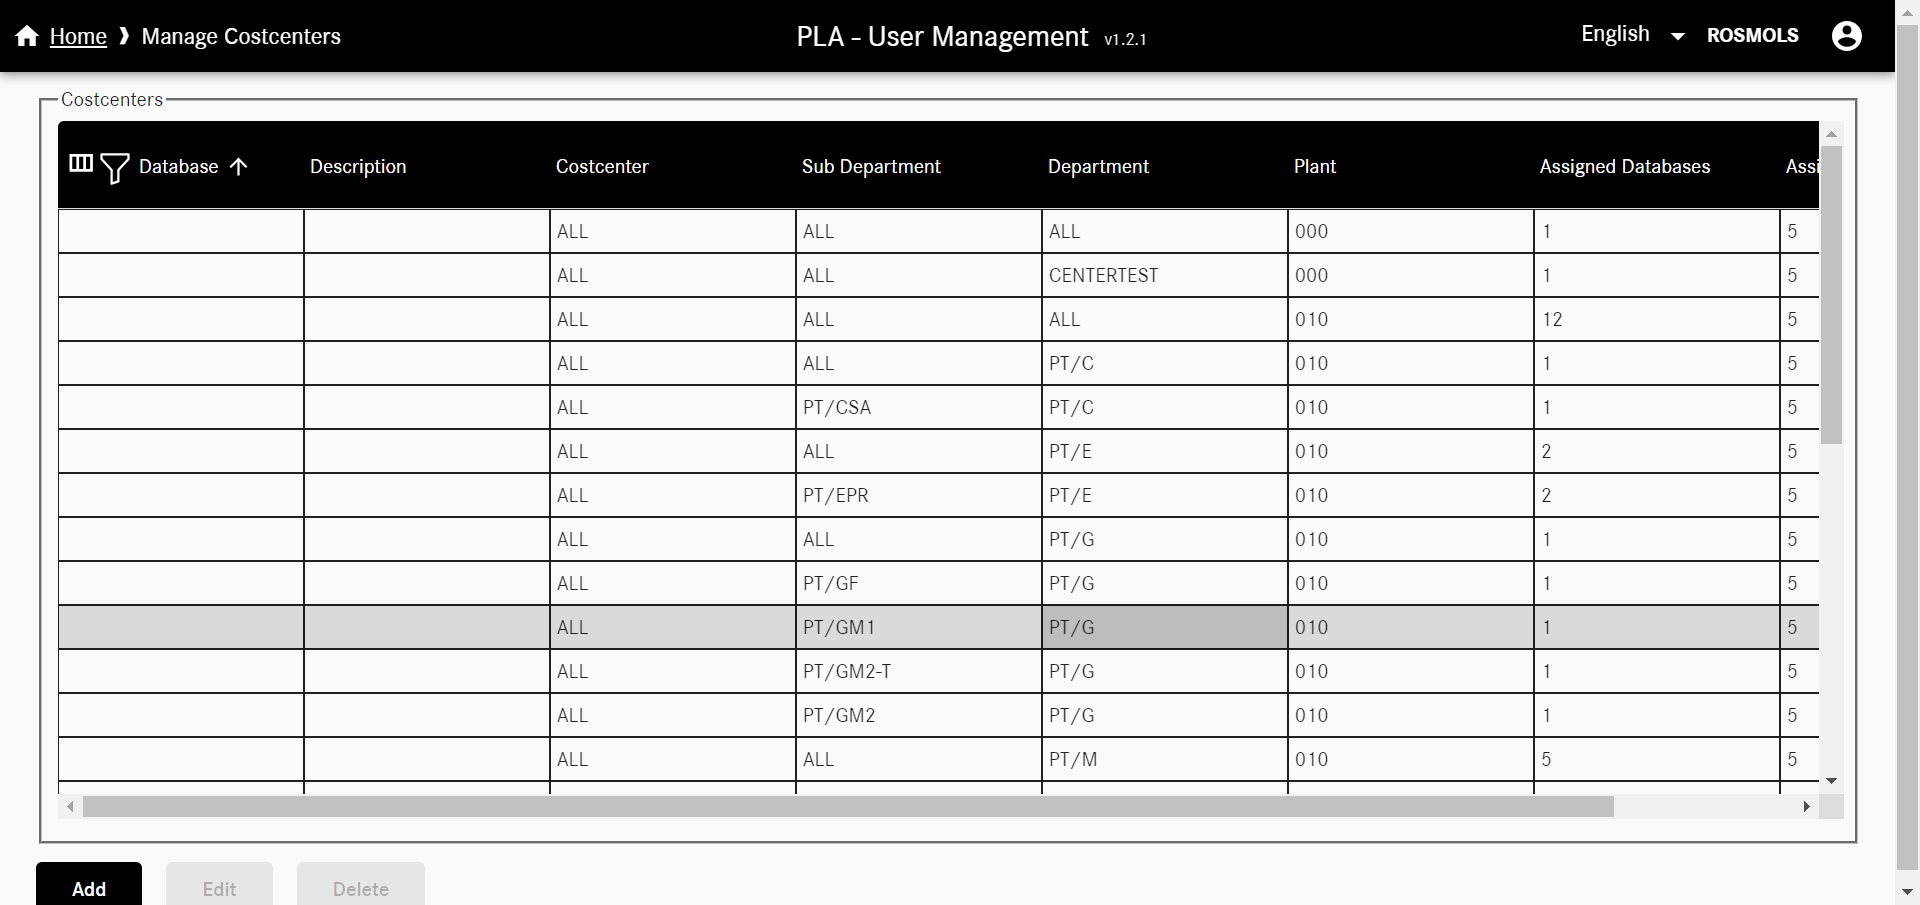 Home ❱ Manage Costcenters PLA - User Management v1.2.1 English ROSMOLS
Costcenters
Database Description Costcenter Sub Department Department Plant Assigned Databases Assi
ALL ALL ALL 000 1 5
ALL ALL CENTERTEST 000 1 5
ALL ALL ALL 010 12 5
ALL ALL PT/C 010 1 5
ALL PT/CSA PT/C 010 1 5
ALL ALL PT/E 010 2 5
ALL PT/EPR PT/E 010 2 5
ALL ALL PT/G 010 1 5
ALL PT/GF PT/G 010 1 5
ALL PT/GM1 PT/G 010 1 5
ALL PT/GM2-T PT/G 010 1 5
ALL PT/GM2 PT/G 010 1 5
ALL ALL PT/M 010 5 5
Add Edit Delete